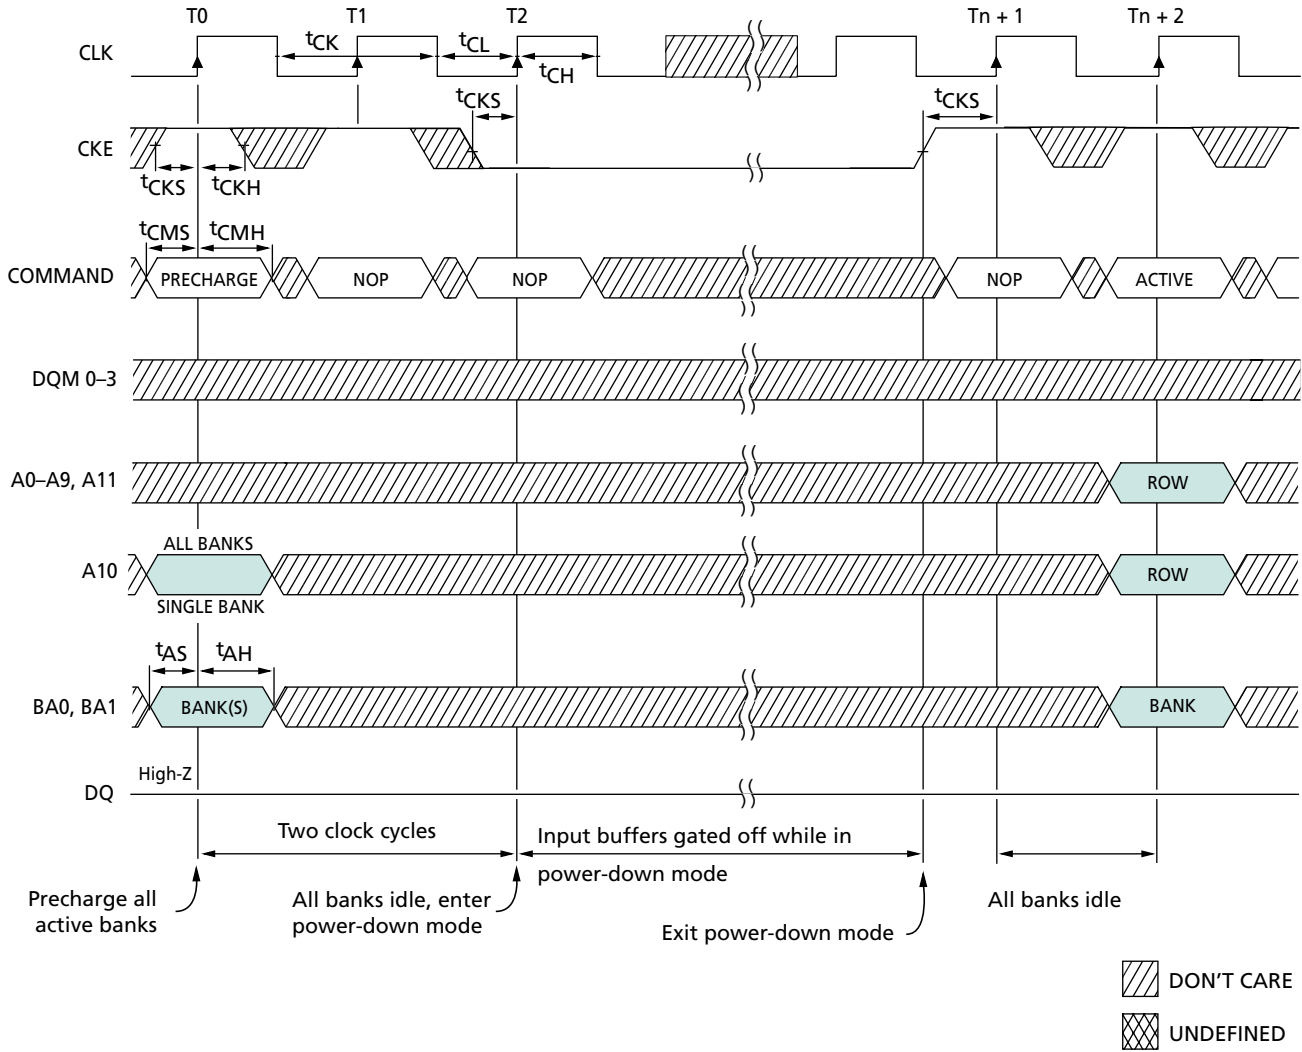 T0 T1 T2 Tn + 1 Tn + 2
CLK
tCK tCL tCH
tCKS tCKS
CKE
tCKS tCKH
tCMS tCMH
COMMAND PRECHARGE NOP NOP NOP ACTIVE
DQM 0–3
A0–A9, A11 ROW
ALL BANKS
A10 ROW
SINGLE BANK
tAS tAH
BA0, BA1 BANK(S) BANK
High-Z
DQ
Two clock cycles
Input buffers gated off while in
power-down mode
Precharge all
active banks
All banks idle, enter
power-down mode
Exit power-down mode
All banks idle
DON'T CARE
UNDEFINED